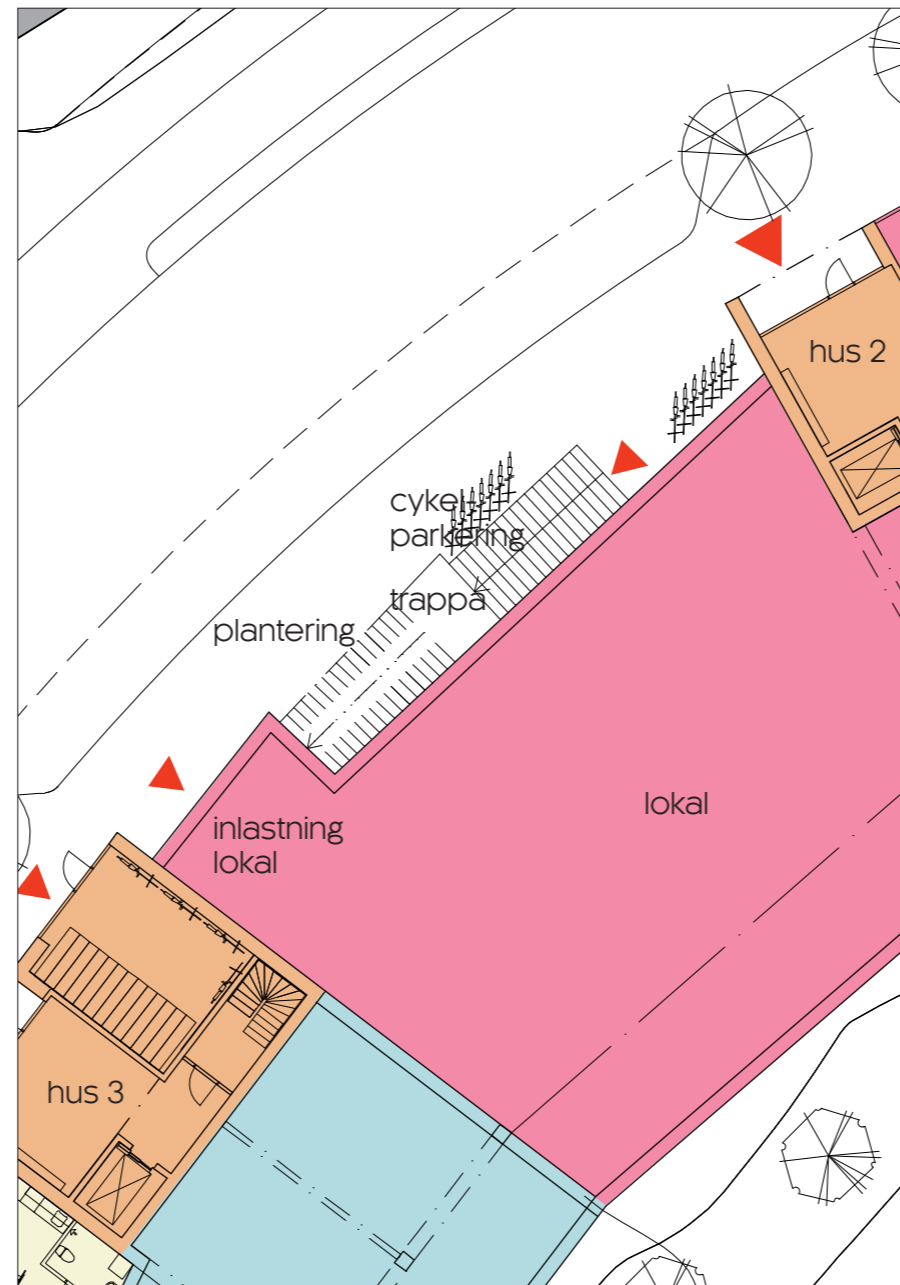 hus 2
cykel-
parkering
trappa
plantering
inlastning
lokal
lokal
hus 3